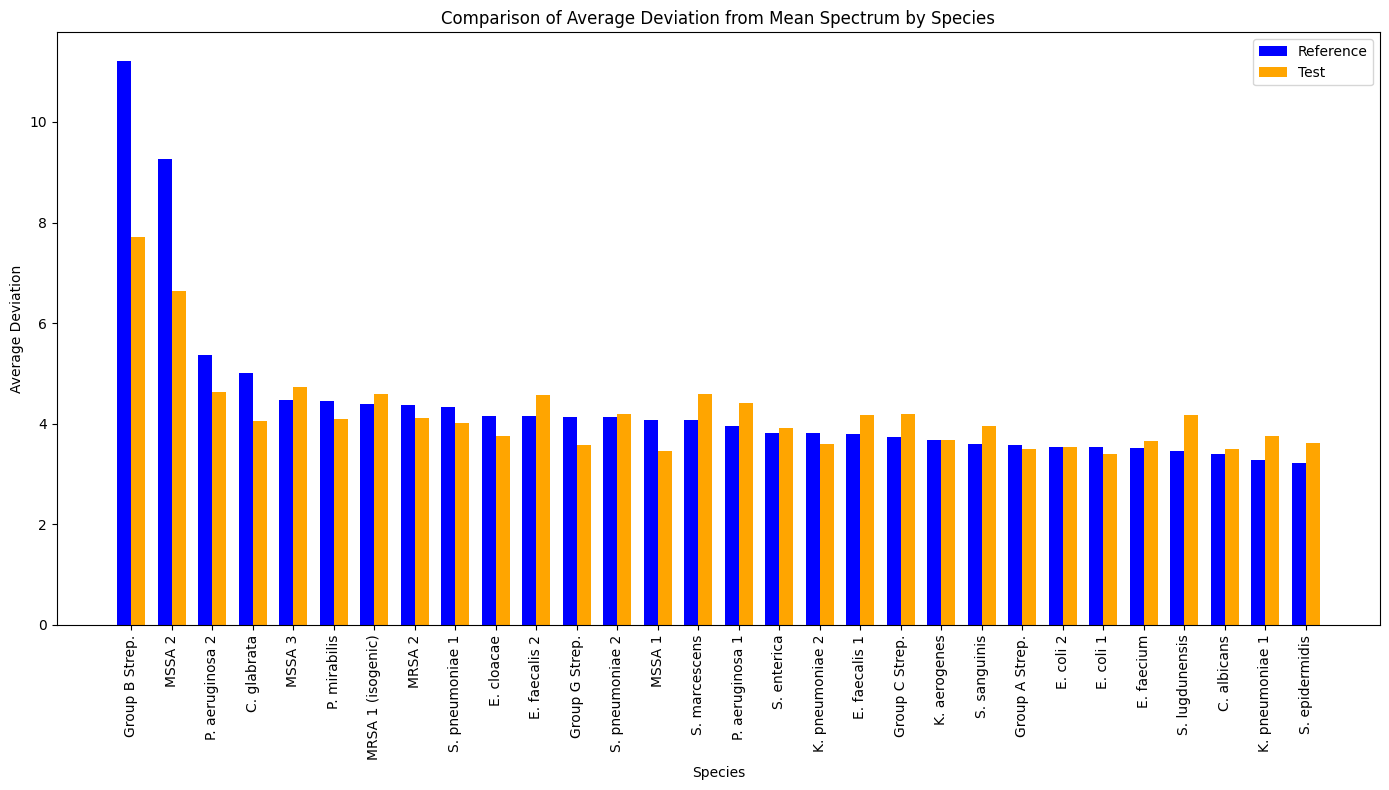 Comparison of Average Deviation from Mean Spectrum by Species
Reference
Test
Average Deviation
10
8
6
4
2
0
Group B Strep.
MSSA 2
P. aeruginosa 2
C. glabrata
MSSA 3
P. mirabilis
MRSA 1 (isogenic)
MRSA 2
S. pneumoniae 1
E. cloacae
E. faecalis 2
Group G Strep.
S. pneumoniae 2
MSSA 1
S. marcescens
P. aeruginosa 1
S. enterica
K. pneumoniae 2
E. faecalis 1
Group C Strep.
K. aerogenes
S. sanguinis
Group A Strep.
E. coli 2
E. coli 1
E. faecium
S. lugdunensis
C. albicans
K. pneumoniae 1
S. epidermidis
Species